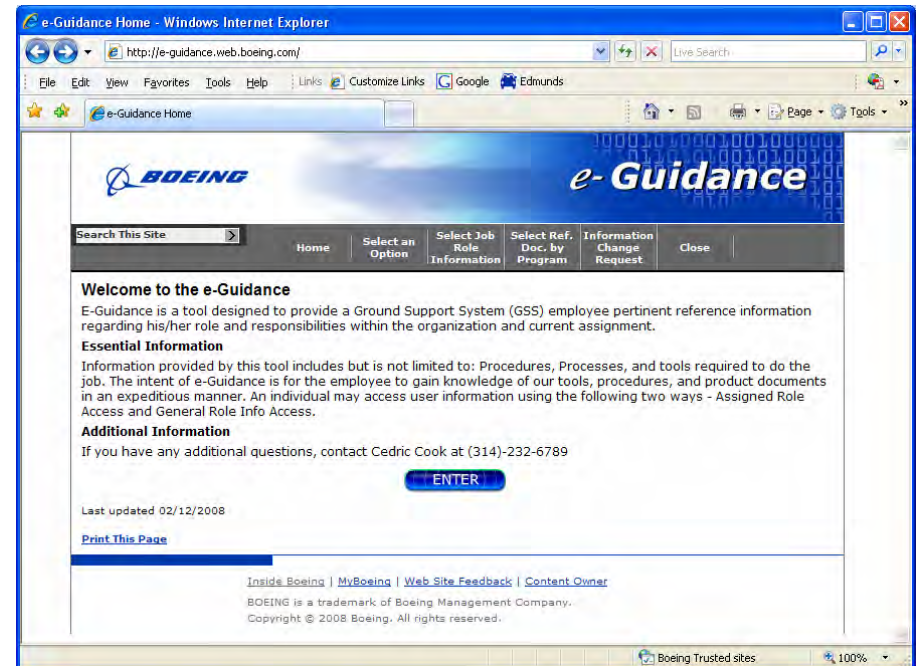 e-Guidance Home - Windows Internet Explorer
http://e-guidance.web.boeing.com/
Live Search
File Edit View Favorites Tools Help Links Customize Links Google Edmunds
e-Guidance Home
Page Tools »
BOEING
e-Guidance
Search This Site
Home
Select an Option
Select Job Role Information
Select Ref. Doc. by Program
Information Change Request
Close
Welcome to the e-Guidance
E-Guidance is a tool designed to provide a Ground Support System (GSS) employee pertinent reference information
regarding his/her role and responsibilities within the organization and current assignment.
Essential Information
Information provided by this tool includes but is not limited to: Procedures, Processes, and tools required to do the
job. The intent of e-Guidance is for the employee to gain knowledge of our tools, procedures, and product documents
in an expeditious manner. An individual may access user information using the following two ways - Assigned Role
Access and General Role Info Access.
Additional Information
If you have any additional questions, contact Cedric Cook at (314)-232-6789
ENTER
Last updated 02/12/2008
Print This Page
Inside Boeing | MyBoeing | Web Site Feedback | Content Owner
BOEING is a trademark of Boeing Management Company.
Copyright © 2008 Boeing. All rights reserved.
Boeing Trusted sites 100%